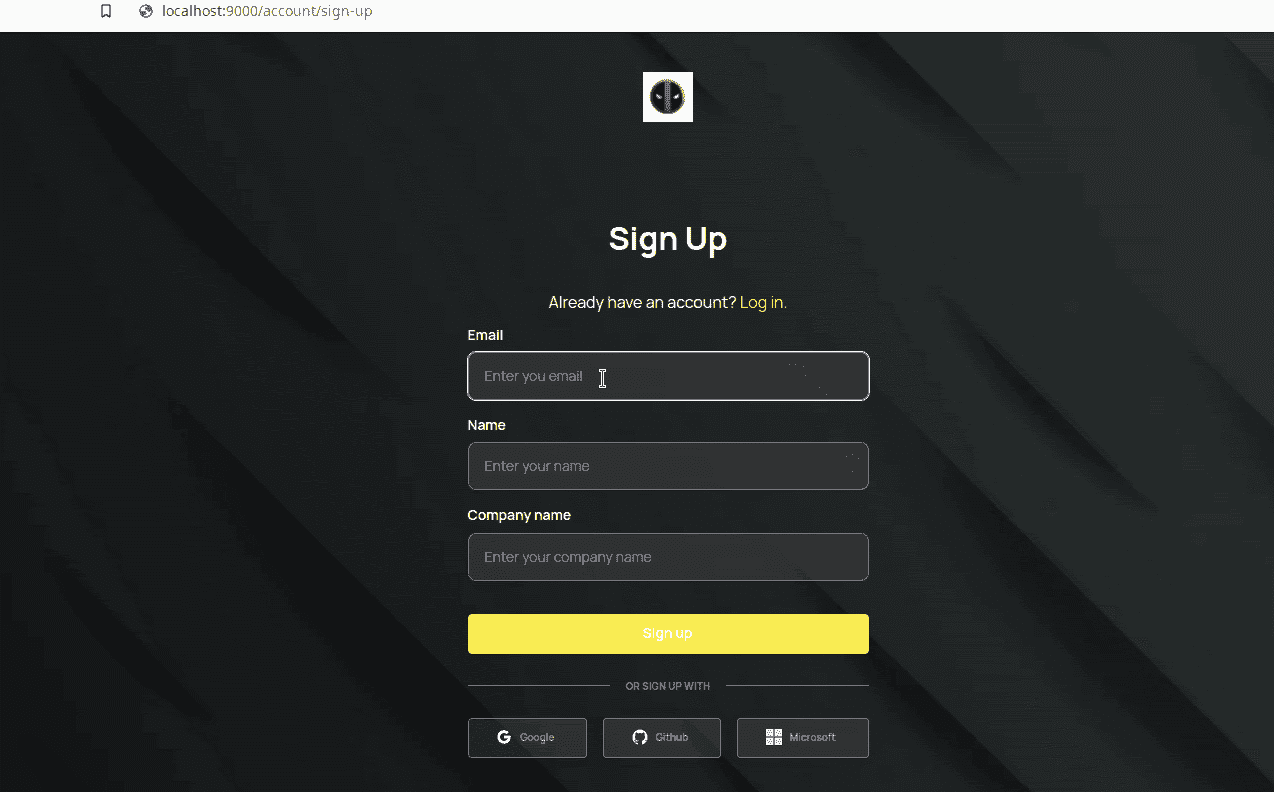 localhost:9000/account/sign-up
Sign Up
Already have an account? Log in.
Email
Enter you email
Name
Enter your name
Company name
Enter your company name
Sign up
OR SIGN UP WITH
Google Github Microsoft